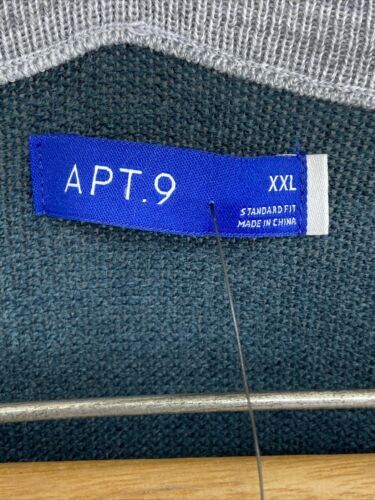 APT.9
XXL
STANDARD FIT
MADE IN CHINA